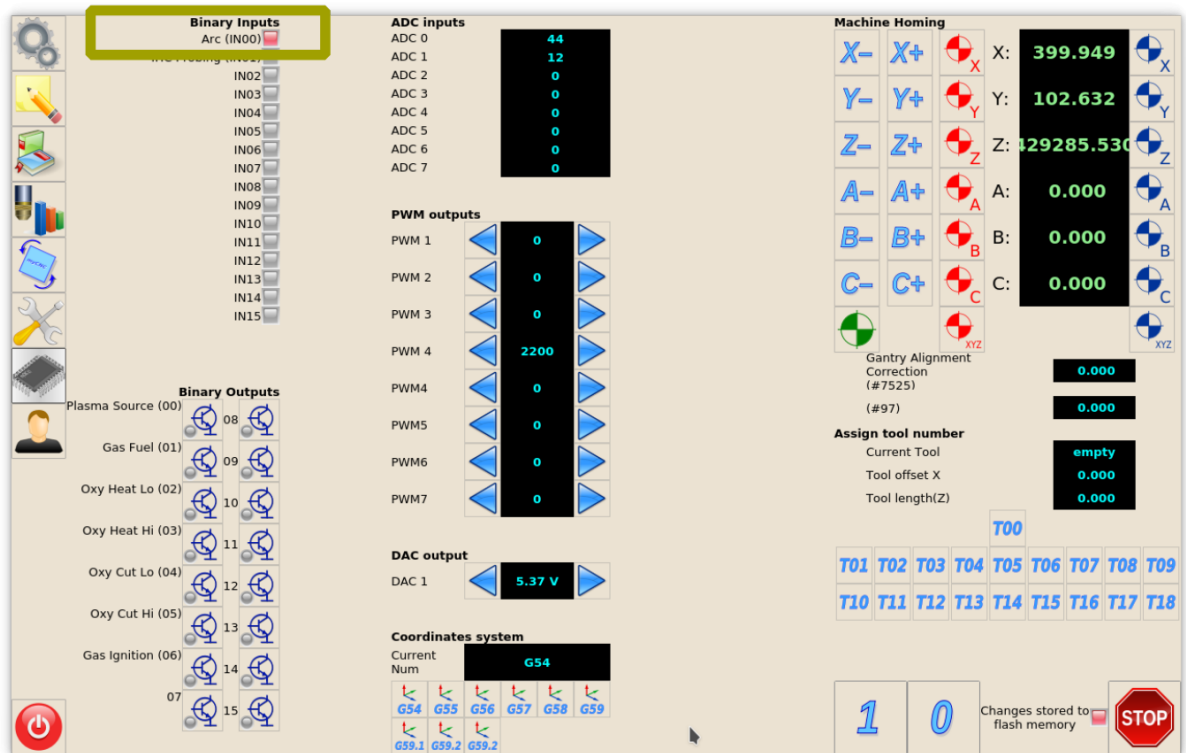 Binary Inputs
Arc (IN00)
IN02
IN03
IN04
IN05
IN06
IN07
IN08
IN09
IN10
IN11
IN12
IN13
IN14
IN15
Binary Outputs
Plasma Source (00)
08
Gas Fuel (01)
09
Oxy Heat Lo (02)
10
Oxy Heat Hi (03)
11
Oxy Cut Lo (04)
12
Oxy Cut Hi (05)
13
Gas Ignition (06)
14
07
15
ADC inputs
ADC 0 44
ADC 1 12
ADC 2 0
ADC 3 0
ADC 4 0
ADC 5 0
ADC 6 0
ADC 7 0
PWM outputs
PWM 1 0
PWM 2 0
PWM 3 0
PWM 4 2200
PWM4 0
PWM5 0
PWM6 0
PWM7 0
DAC output
DAC 1 5.37 V
Coordinates system
Current
Num
G54
G54 G55 G56 G57 G58 G59
G59.1 G59.2 G59.2
Machine Homing
X- X+ X X: 399.949 X
Y- Y+ Y Y: 102.632 Y
Z- Z+ Z Z: 429285.530 Z
A- A+ A A: 0.000 A
B- B+ B B: 0.000 B
C- C+ C C: 0.000 C
XYZ XYZ
Gantry Alignment
Correction
(#7525)
0.000
(#97) 0.000
Assign tool number
Current Tool empty
Tool offset X 0.000
Tool length(Z) 0.000
T00
T01 T02 T03 T04 T05 T06 T07 T08 T09
T10 T11 T12 T13 T14 T15 T16 T17 T18
1 0
Changes stored to
flash memory
STOP